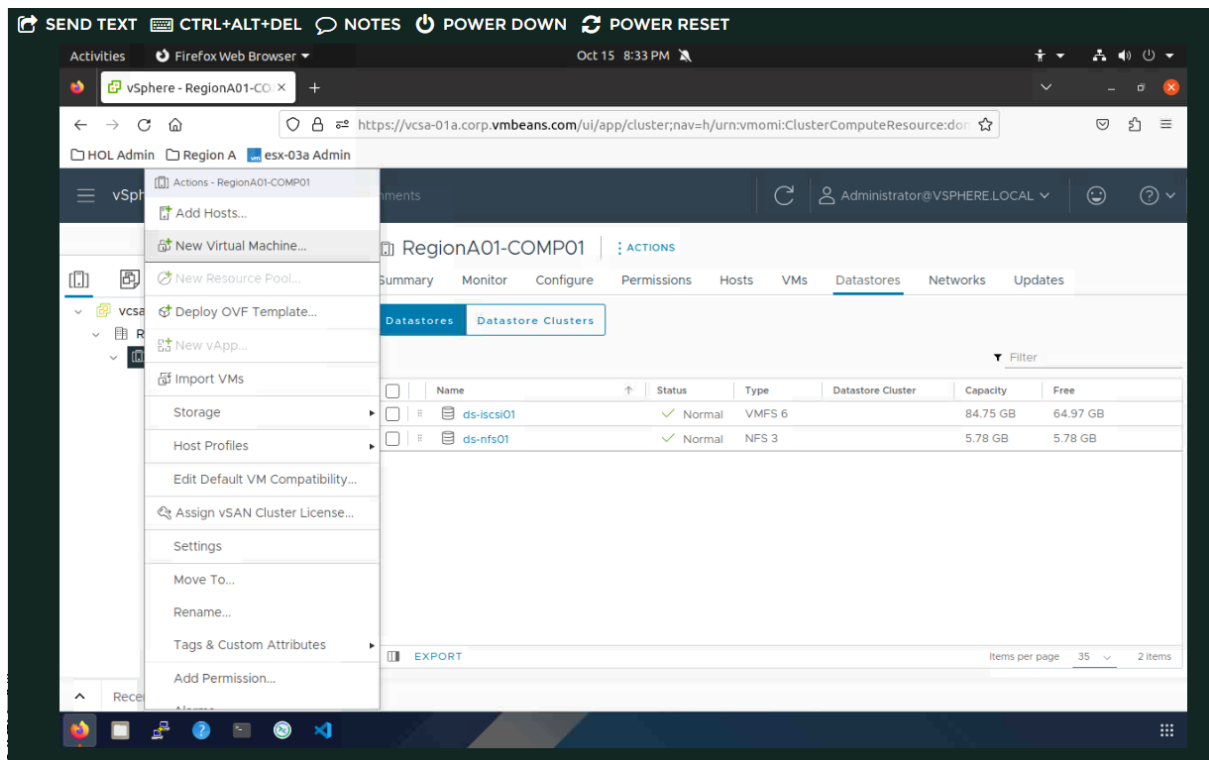 SEND TEXT CTRL+ALT+DEL NOTES POWER DOWN POWER RESET
Activities Firefox Web Browser Oct 15 8:33 PM
vSphere - RegionA01-CO × +
https://vcsa-01a.corp.vmbeans.com/ui/app/cluster;nav=h/urn:vmomi:ClusterComputeResource:dom
HOL Admin Region A esx-03a Admin
vSph
Administrator@VSPHERE.LOCAL
Actions - RegionA01-COMP01
Add Hosts...
New Virtual Machine...
New Resource Pool...
Deploy OVF Template...
New vApp...
Import VMs
Storage
Host Profiles
Edit Default VM Compatibility...
Assign vSAN Cluster License...
Settings
Move To...
Rename...
Tags & Custom Attributes
Add Permission...
Alarms
vcsa
R
RegionA01-COMP01 ACTIONS
Summary Monitor Configure Permissions Hosts VMs Datastores Networks Updates
Datastores Datastore Clusters
Filter
Name Status Type Datastore Cluster Capacity Free
ds-iscsi01 Normal VMFS 6 84.75 GB 64.97 GB
ds-nfs01 Normal NFS 3 5.78 GB 5.78 GB
EXPORT Items per page 35 2 items
Rece